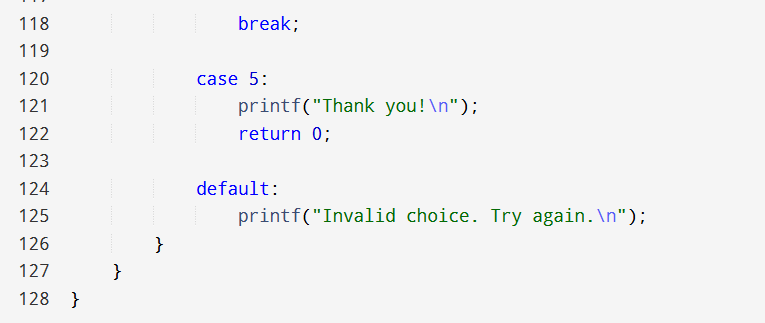 118 break;
119
120 case 5:
121 printf("Thank you!\n");
122 return 0;
123
124 default:
125 printf("Invalid choice. Try again.\n");
126 }
127 }
128 }